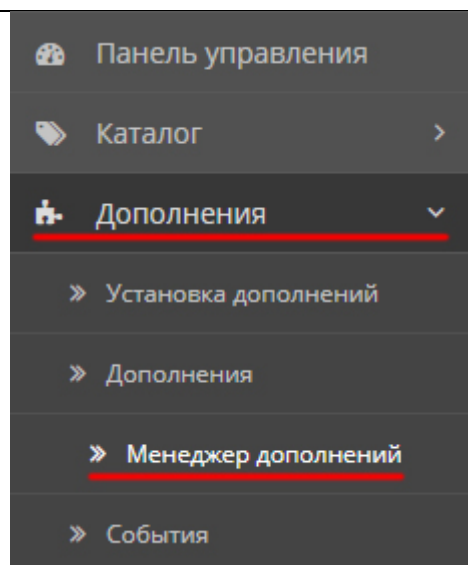 Панель управления
Каталог
Дополнения
Установка дополнений
Дополнения
Менеджер дополнений
События